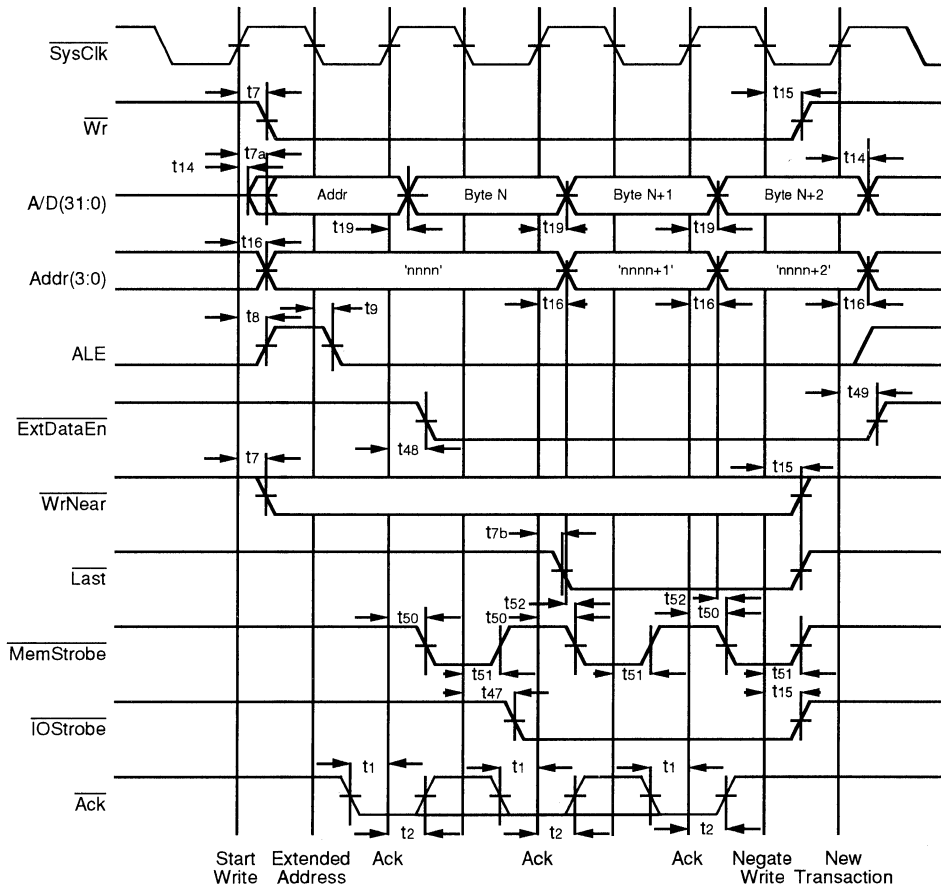 SysClk
t7
t15
Wr
t7a
t14
t14
A/D(31:0)
Addr
Byte N
Byte N+1
Byte N+2
t19
t19
t19
t16
Addr(3:0)
'nnnn'
'nnnn+1'
'nnnn+2'
t16
t16
t16
t8
t9
ALE
t49
ExtDataEn
t48
t7
t15
WrNear
t7b
Last
t52
t52
t50
t50
t50
MemStrobe
t51
t51
t51
t47
t15
IOStrobe
t1
t1
t1
Ack
t2
t2
t2
Start Extended Ack Ack Ack Negate New
Write Address Write Transaction